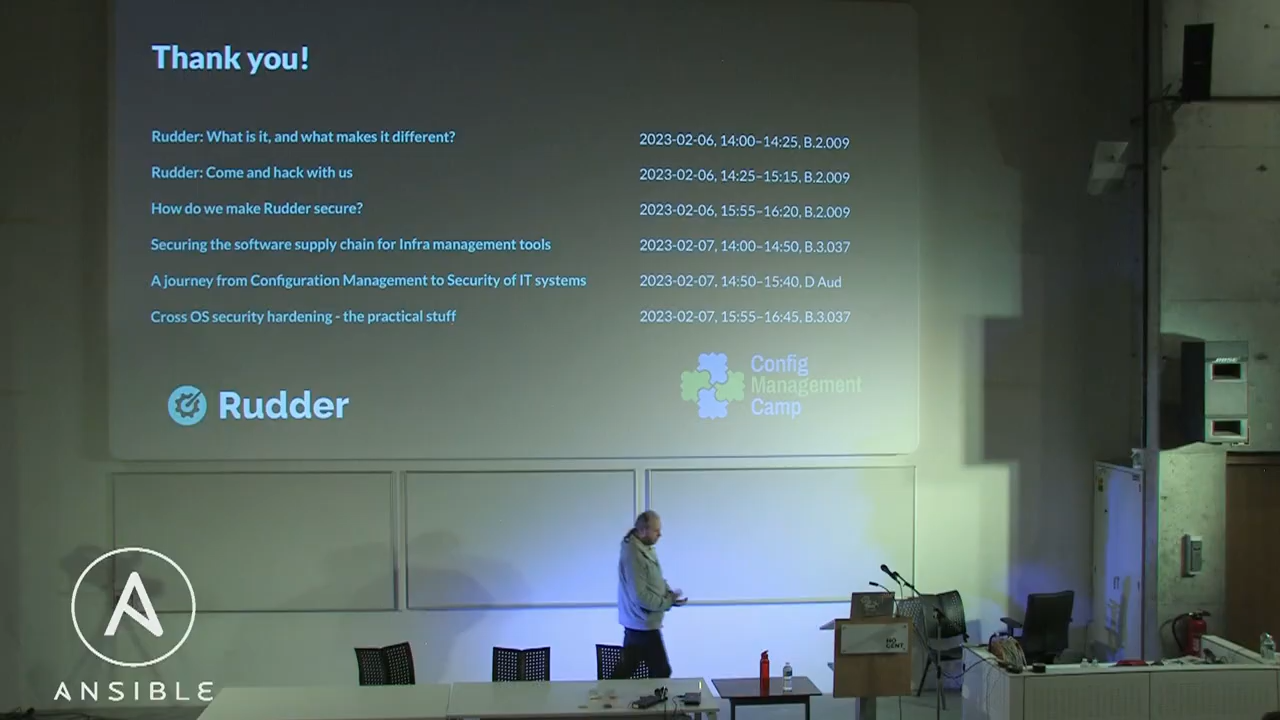 Thank you!
Rudder: What is it, and what makes it different? 2023-02-06, 14:00–14:25, B.2.009
Rudder: Come and hack with us 2023-02-06, 14:25–15:15, B.2.009
How do we make Rudder secure? 2023-02-06, 15:55–16:20, B.2.009
Securing the software supply chain for Infra management tools 2023-02-07, 14:00–14:50, B.3.037
A journey from Configuration Management to Security of IT systems 2023-02-07, 14:50–15:40, D Aud
Cross OS security hardening - the practical stuff 2023-02-07, 15:55–16:45, B.3.037
Rudder
Config
Management
Camp
BOSE
HO
GENT
ANSIBLE